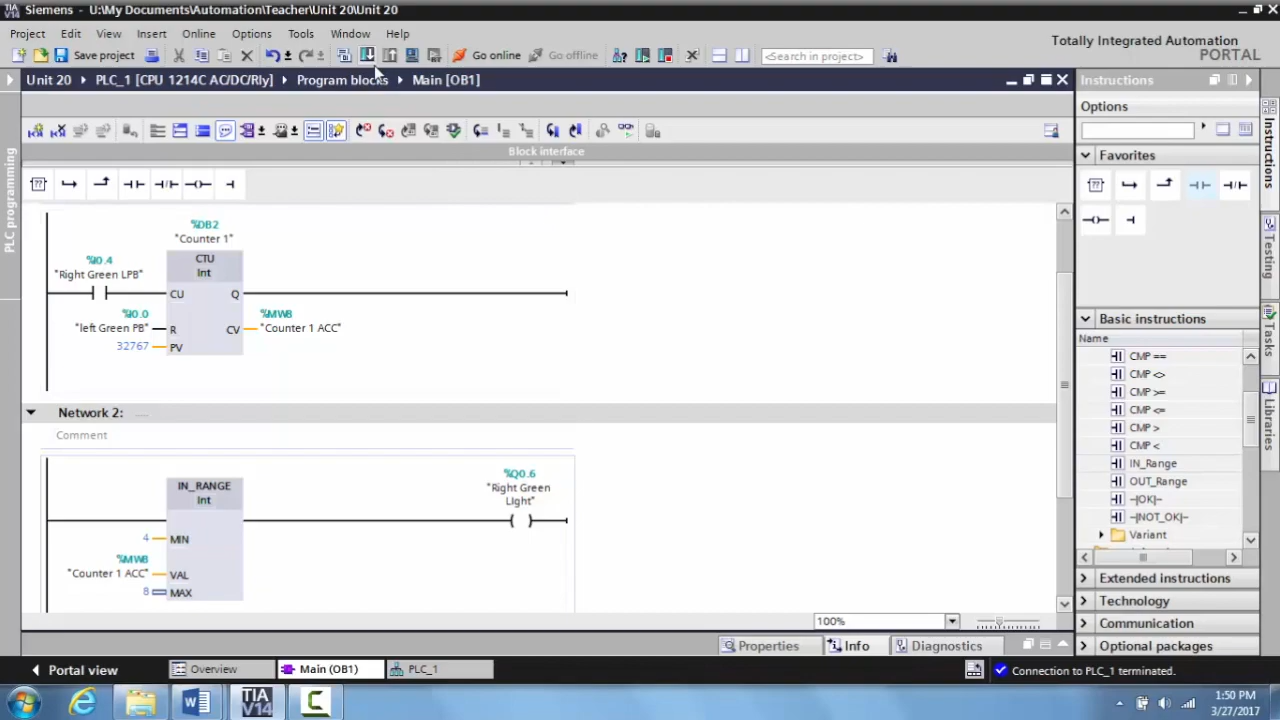 TIA
V14
Siemens - U:\My Documents\Automation\Teacher\Unit 20\Unit 20
Project Edit View Insert Online Options Tools Window Help
Totally Integrated Automation
PORTAL
Save project
Go online
Go offline
<Search in project>
Unit 20
PLC_1 [CPU 1214C AC/DC/Rly]
Program blocks
Main [OB1]
Instructions
Options
Block interface
Favorites
PLC programming
%DB2
"Counter 1"
CTU
Int
%I0.4
"Right Green LPB"
CU
Q
%I0.0
"left Green PB"
R
CV
%MW8
"Counter 1 ACC"
32767
PV
Network 2:
.....
Comment
IN_RANGE
Int
%Q0.6
"Right Green
Light"
4
MIN
%MW8
"Counter 1 ACC"
VAL
8
MAX
100%
Basic instructions
Name
CMP ==
CMP <>
CMP >=
CMP <=
CMP >
CMP <
IN_Range
OUT_Range
-|OK|-
-|NOT_OK|-
Variant
Extended instructions
Technology
Communication
Optional packages
Instructions
Testing
Tasks
Libraries
Properties
Info
Diagnostics
Portal view
Overview
Main (OB1)
PLC_1
Connection to PLC_1 terminated.
TIA
V14
1:50 PM
3/27/2017